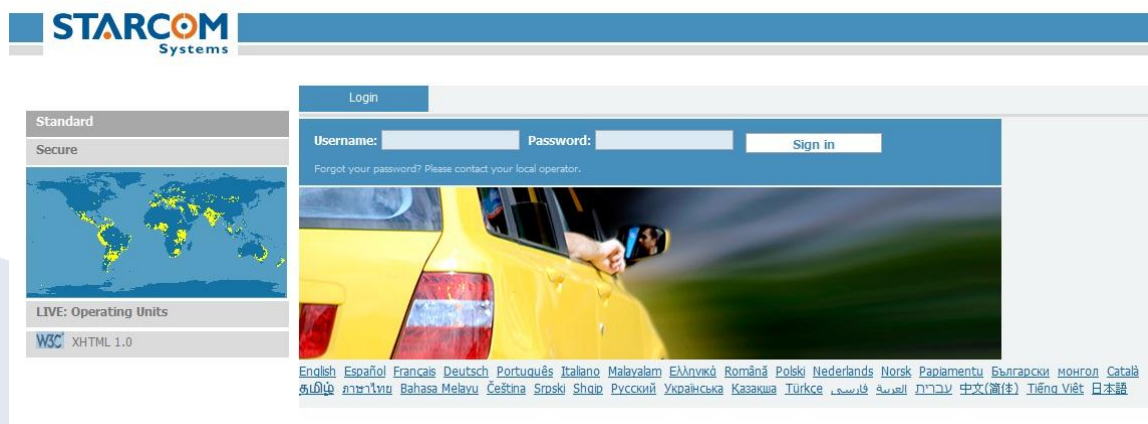 STARCOM
Systems
Login
Standard
Secure
Username:
Password:
Sign in
Forgot your password? Please contact your local operator.
LIVE: Operating Units
W3C XHTML 1.0
English Español Français Deutsch Português Italiano Malayalam Ελληνικά Română Polski Nederlands Norsk Papiamentu Български монгол Català
தமிழ் ภาษาไทย Bahasa Melayu Čeština Srpski Shqip Русский Українська Казакша Türkçe فارسی العربية עברית 中文(简体) Tiếng Việt 日本語